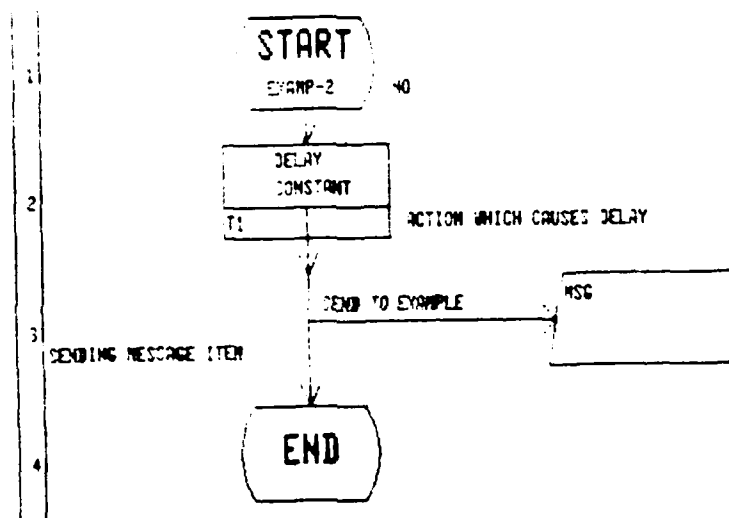 START
1
EXAMP-2 NO
DELAY
CONSTANT
2
T1 ACTION WHICH CAUSES DELAY
MSG
SEND TO EXAMPLE
3
SENDING MESSAGE ITEM
END
4